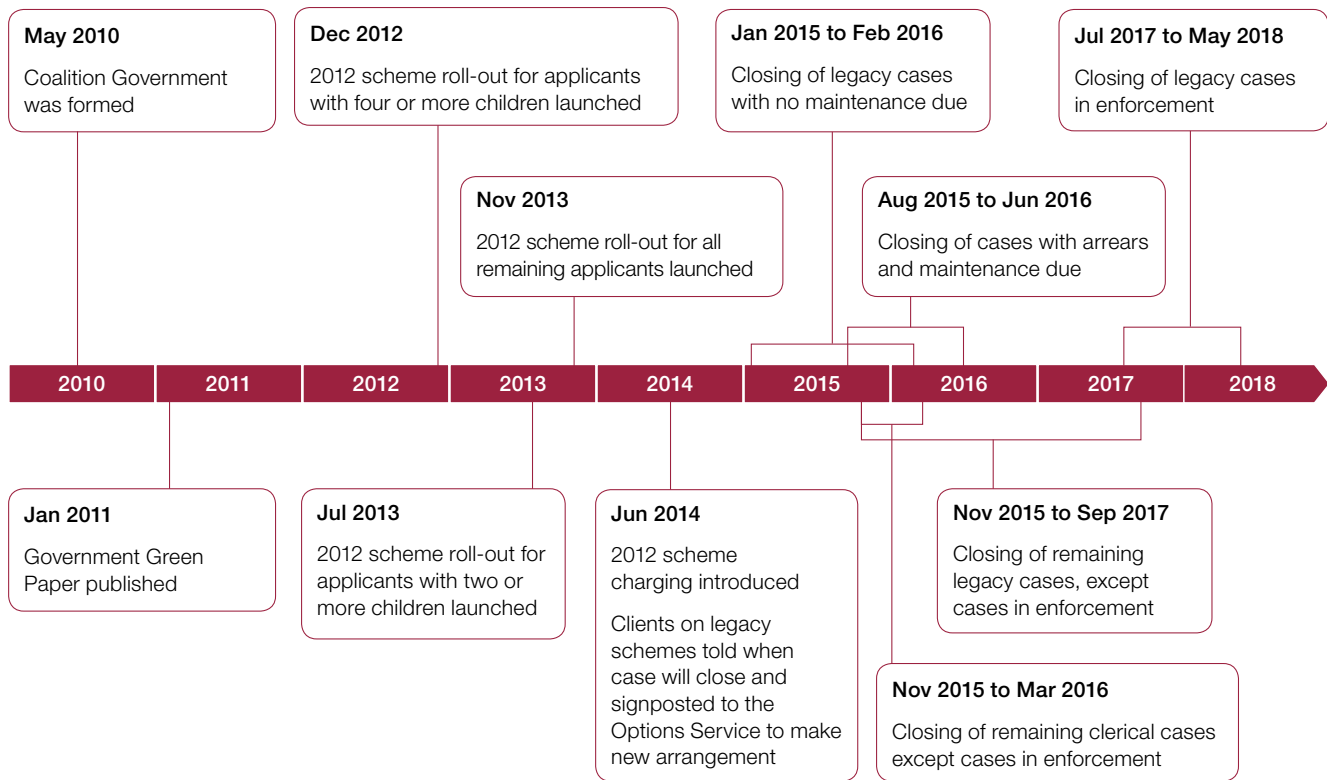 May 2010
Coalition Government
was formed
Dec 2012
2012 scheme roll-out for applicants
with four or more children launched
Jan 2015 to Feb 2016
Closing of legacy cases
with no maintenance due
Jul 2017 to May 2018
Closing of legacy cases
in enforcement
Nov 2013
2012 scheme roll-out for all
remaining applicants launched
Aug 2015 to Jun 2016
Closing of cases with arrears
and maintenance due
2010
2011
2012
2013
2014
2015
2016
2017
2018
Jan 2011
Government Green
Paper published
Jul 2013
2012 scheme roll-out for
applicants with two or
more children launched
Jun 2014
2012 scheme
charging introduced
Clients on legacy
schemes told when
case will close and
signposted to the
Options Service to make
new arrangement
Nov 2015 to Sep 2017
Closing of remaining
legacy cases, except
cases in enforcement
Nov 2015 to Mar 2016
Closing of remaining clerical cases
except cases in enforcement